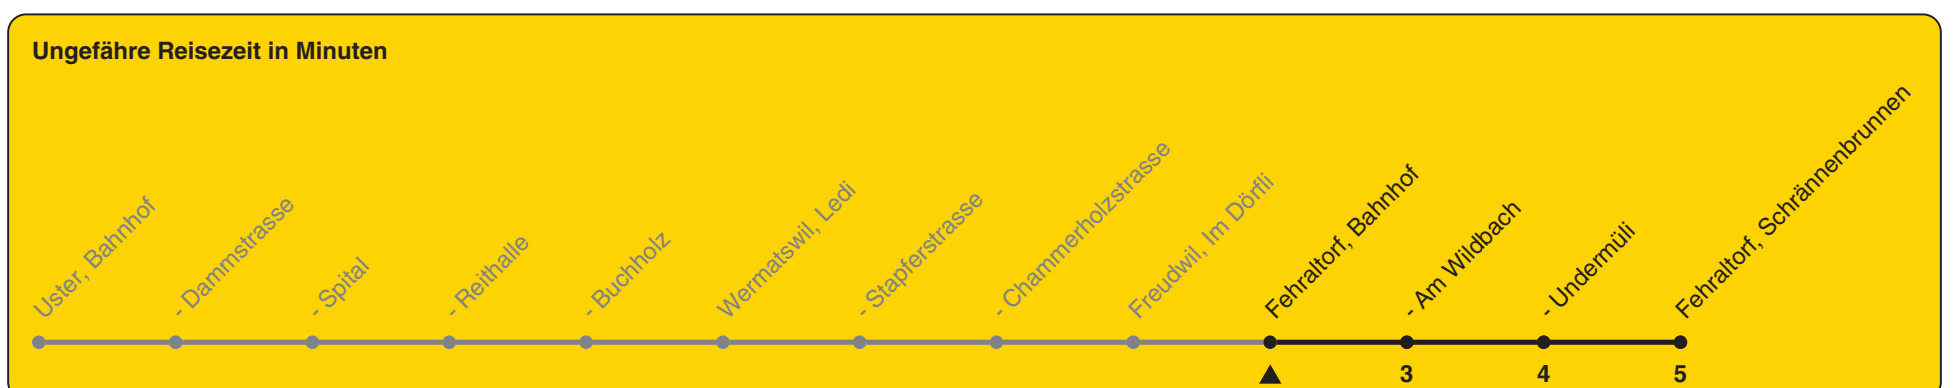 Ungefähre Reisezeit in Minuten
Uster, Bahnhof
- Dammstrasse
- Spital
- Reithalle
- Buchholz
Wermatswil, Ledi
- Stapferstrasse
- Chammerholzstrasse
Freudwil, Im Dörfli
Fehraltorf, Bahnhof
- Am Wildbach
- Undermüli
Fehraltorf, Schrännenbrunnen
3 4 5